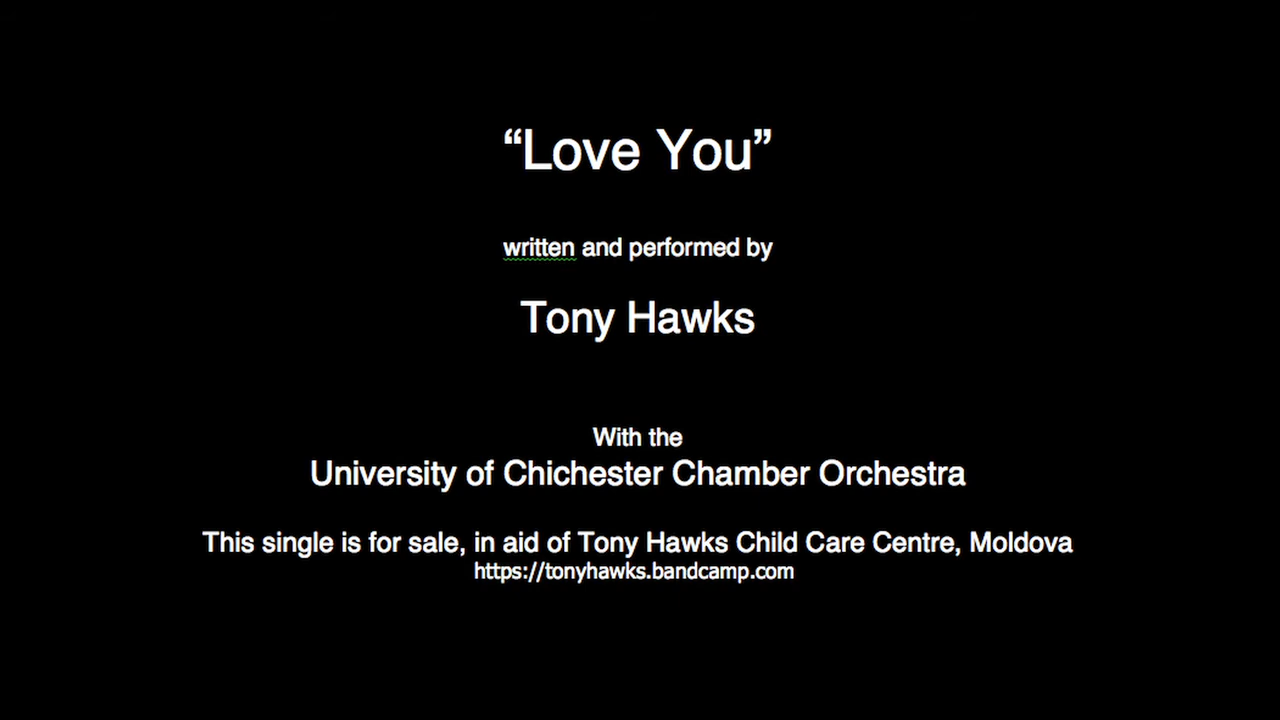 “Love You”
written and performed by
Tony Hawks
With the
University of Chichester Chamber Orchestra
This single is for sale, in aid of Tony Hawks Child Care Centre, Moldova
https://tonyhawks.bandcamp.com